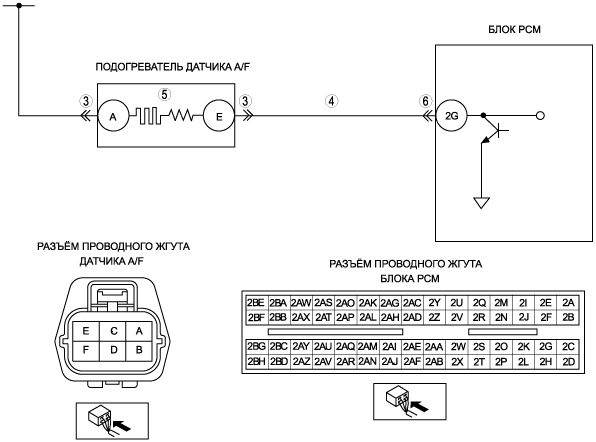 БЛОК PCM
ПОДОГРЕВАТЕЛЬ ДАТЧИКА A/F
3 5 3 4 6
A E 2G
РАЗЪЁМ ПРОВОДНОГО ЖГУТА
ДАТЧИКА A/F
E C A
F D B
РАЗЪЁМ ПРОВОДНОГО ЖГУТА
БЛОКА PCM
2BE 2BA 2AW 2AS 2AO 2AK 2AG 2AC 2Y 2U 2Q 2M 2I 2E 2A
2BF 2BB 2AX 2AT 2AP 2AL 2AH 2AD 2Z 2V 2R 2N 2J 2F 2B
2BG 2BC 2AY 2AU 2AQ 2AM 2AI 2AE 2AA 2W 2S 2O 2K 2G 2C
2BH 2BD 2AZ 2AV 2AR 2AN 2AJ 2AF 2AB 2X 2T 2P 2L 2H 2D